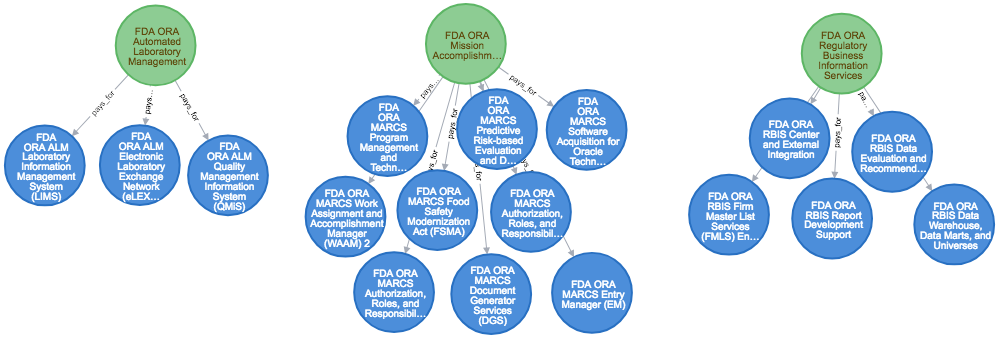 FDA ORA
Automated
Laboratory
Management
pays_for
pays...
pays_for
FDA
ORA ALM
Laboratory
Information
Management
System (LIMS)
FDA
ORA ALM
Electronic
Laboratory
Exchange
Network
(eLEX...
FDA
ORA ALM
Quality
Management
Information
System
(QMiS)
FDA ORA
Mission
Accomplishm...
pays...
pays_for
pays_for
FDA
ORA
MARCS
Program
Management
and
Techn...
FDA
ORA
MARCS
Predictive
Risk-based
Evaluation
and D...
FDA
ORA
MARCS
Software
Acquisition for
Oracle
Techn...
FDA ORA
MARCS Work
Assignment and
Accomplishment
Manager
(WAAM) 2
FDA ORA
MARCS Food
Safety
Modernization
Act (FSMA)
FDA ORA
MARCS
Authorization,
Roles, and
Responsibil...
FDA ORA
MARCS
Authorization,
Roles, and
Responsibil...
FDA ORA
MARCS
Document
Generator
Services
(DGS)
FDA ORA
MARCS Entry
Manager (EM)
FDA ORA
Regulatory
Business
Information
Services
pa...
pays_for
FDA ORA
RBIS Center
and External
Integration
FDA ORA
RBIS Data
Evaluation and
Recommend...
FDA ORA
RBIS Firm
Master List
Services
(FMLS) En...
FDA ORA
RBIS Report
Development
Support
FDA ORA
RBIS Data
Warehouse,
Data Marts, and
Universes